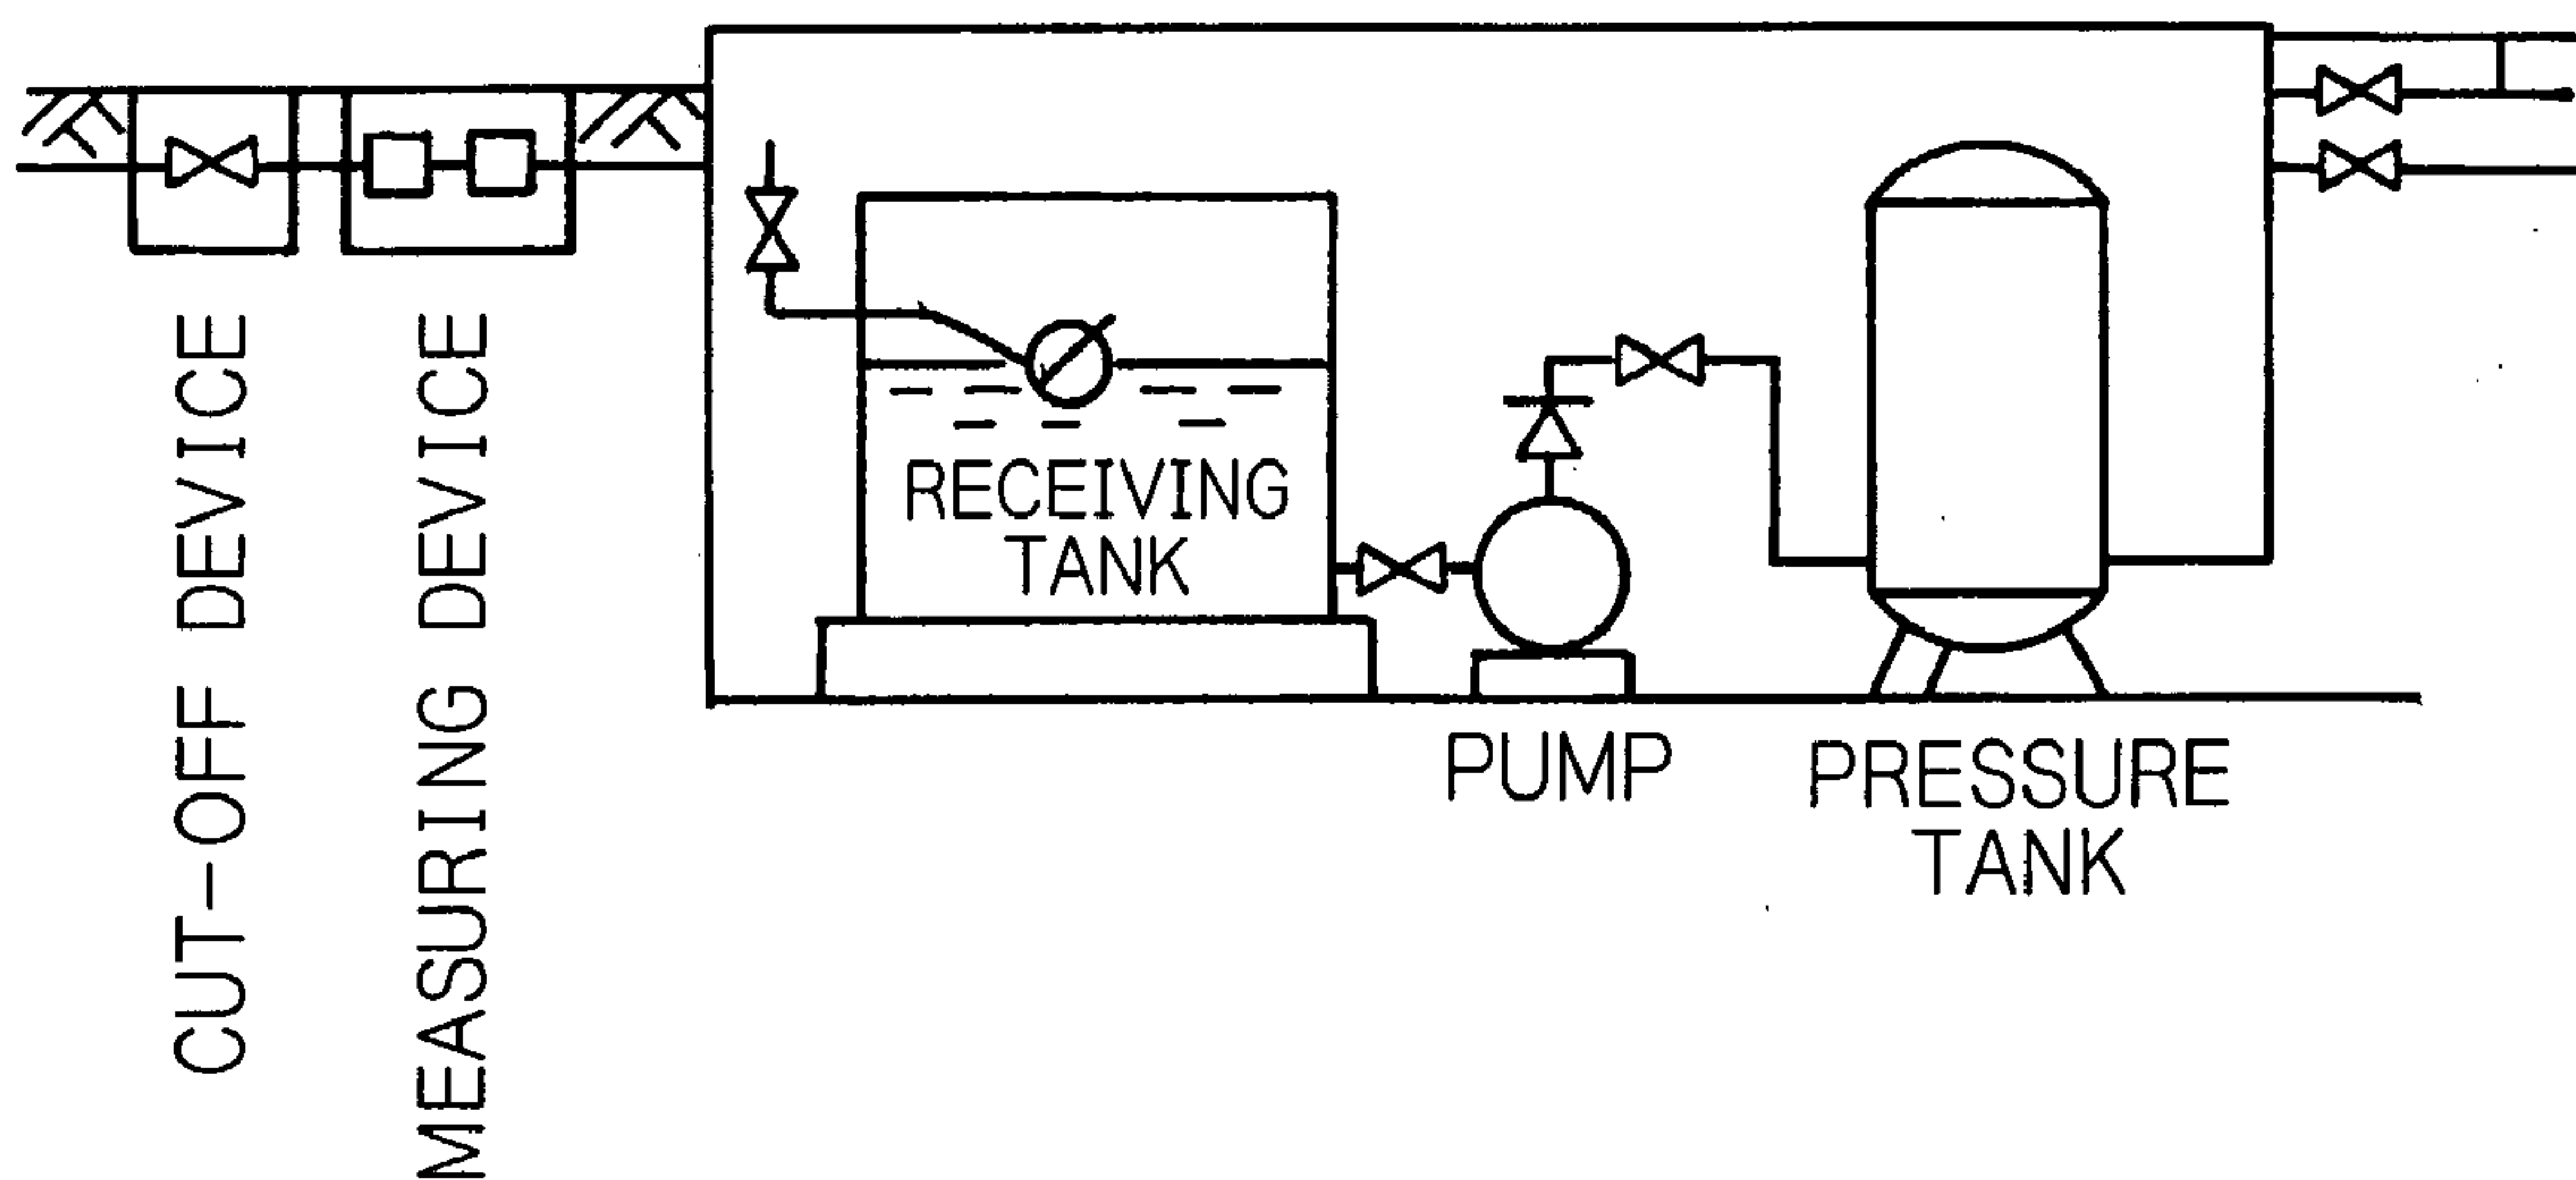 CUT-OFF DEVICE
MEASURING DEVICE
RECEIVING
TANK
PUMP
PRESSURE
TANK